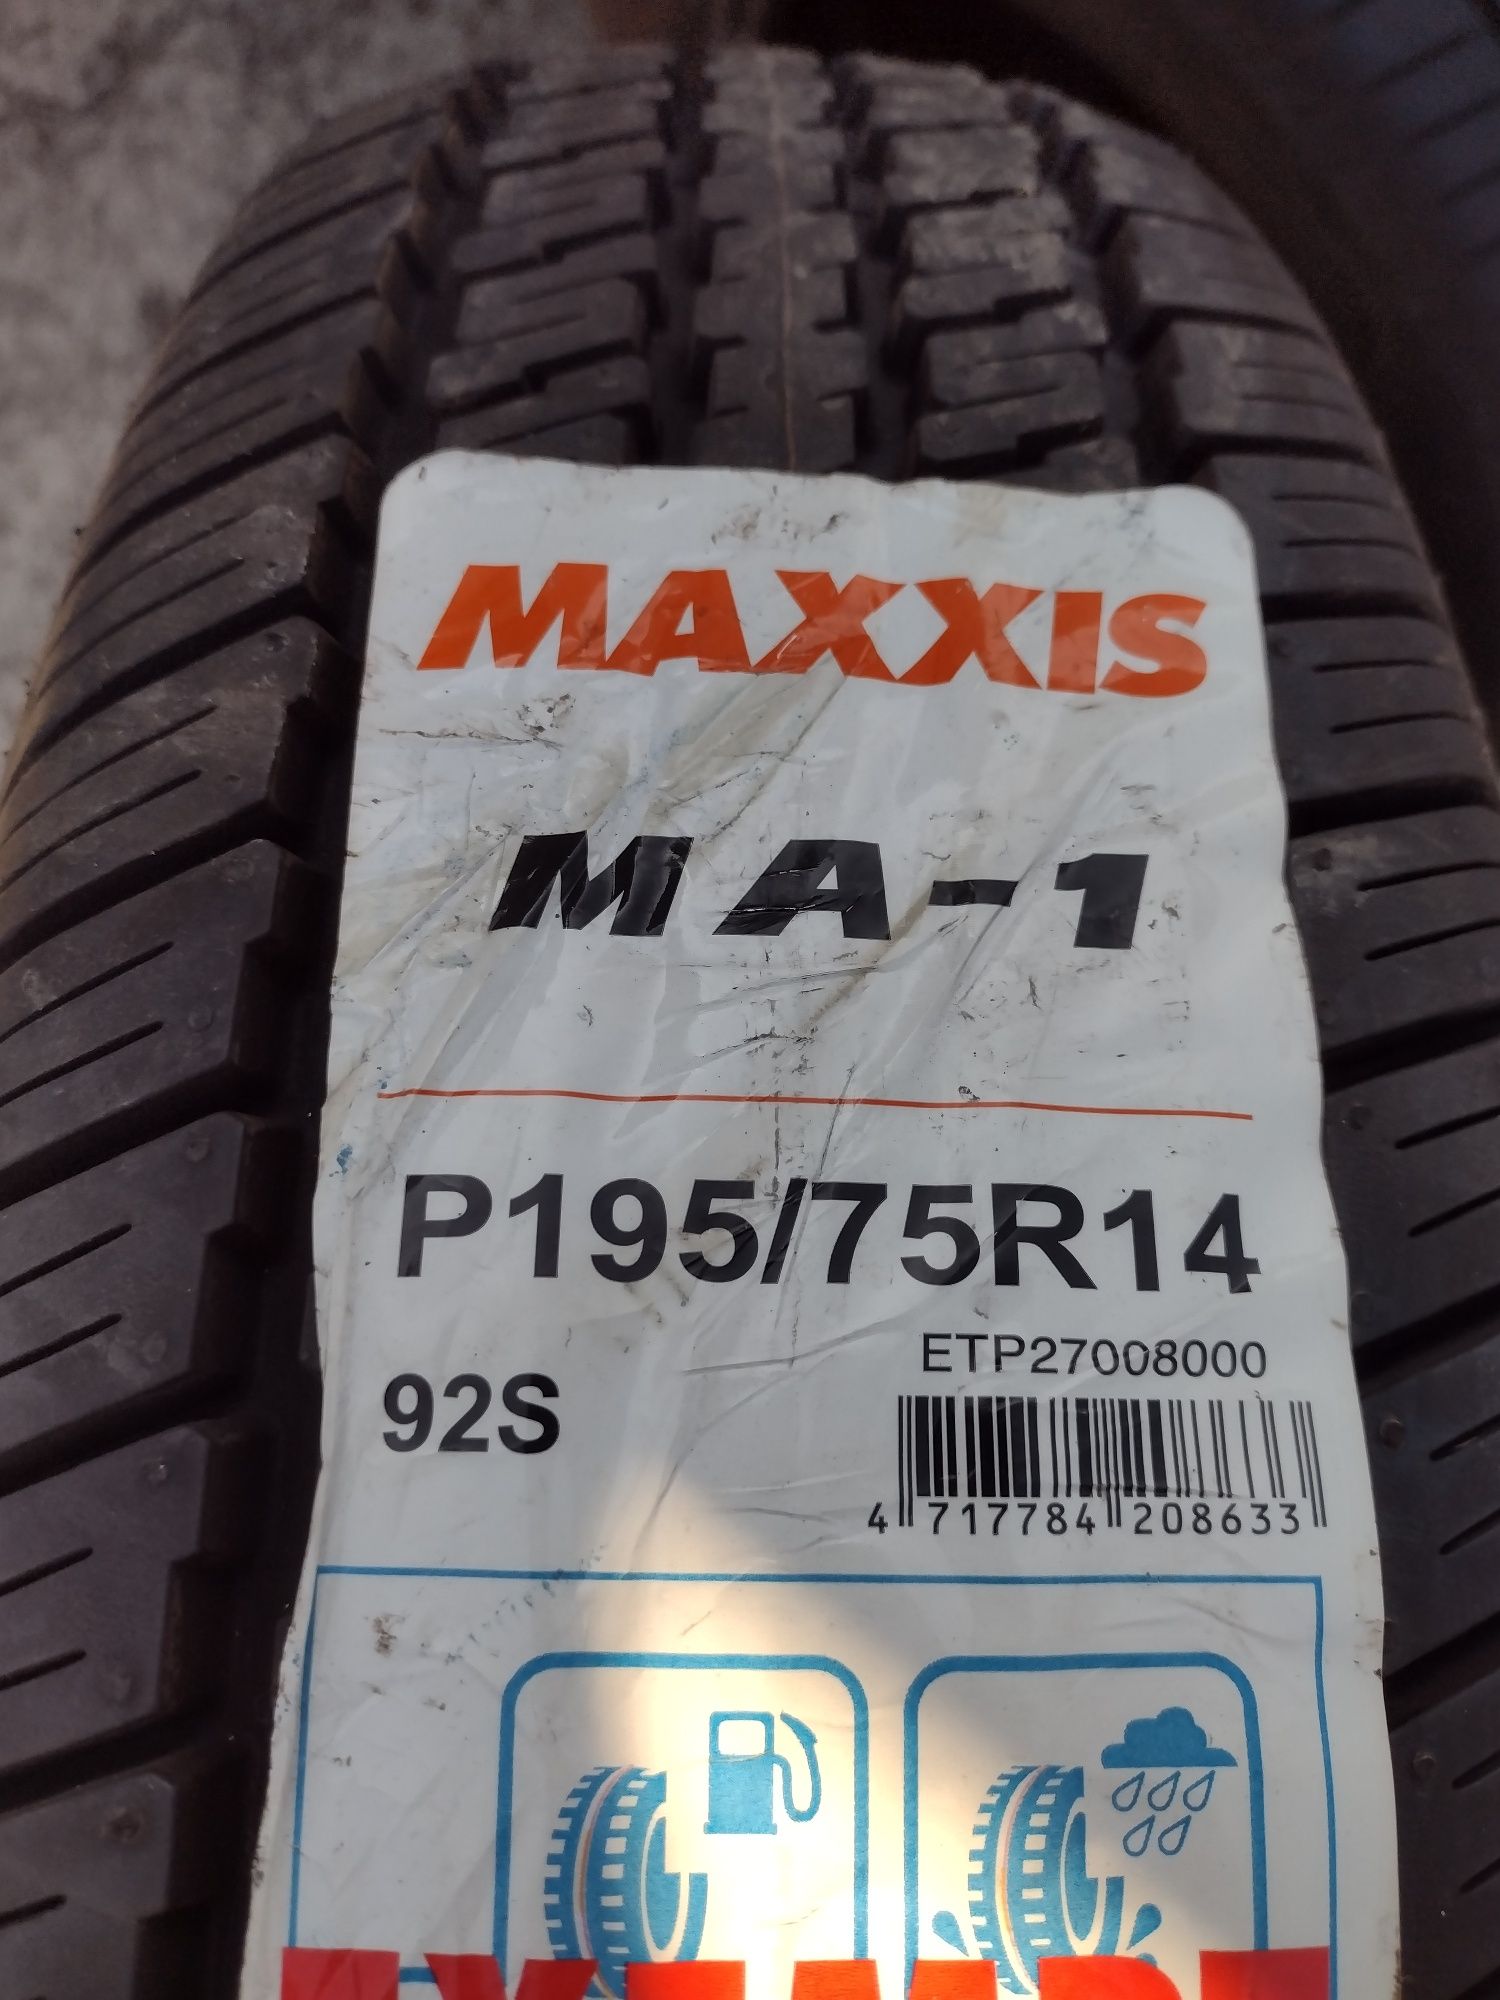 MAXXIS
MA-1
P195/75R14
ETP27008000
92S
4 717784 208633